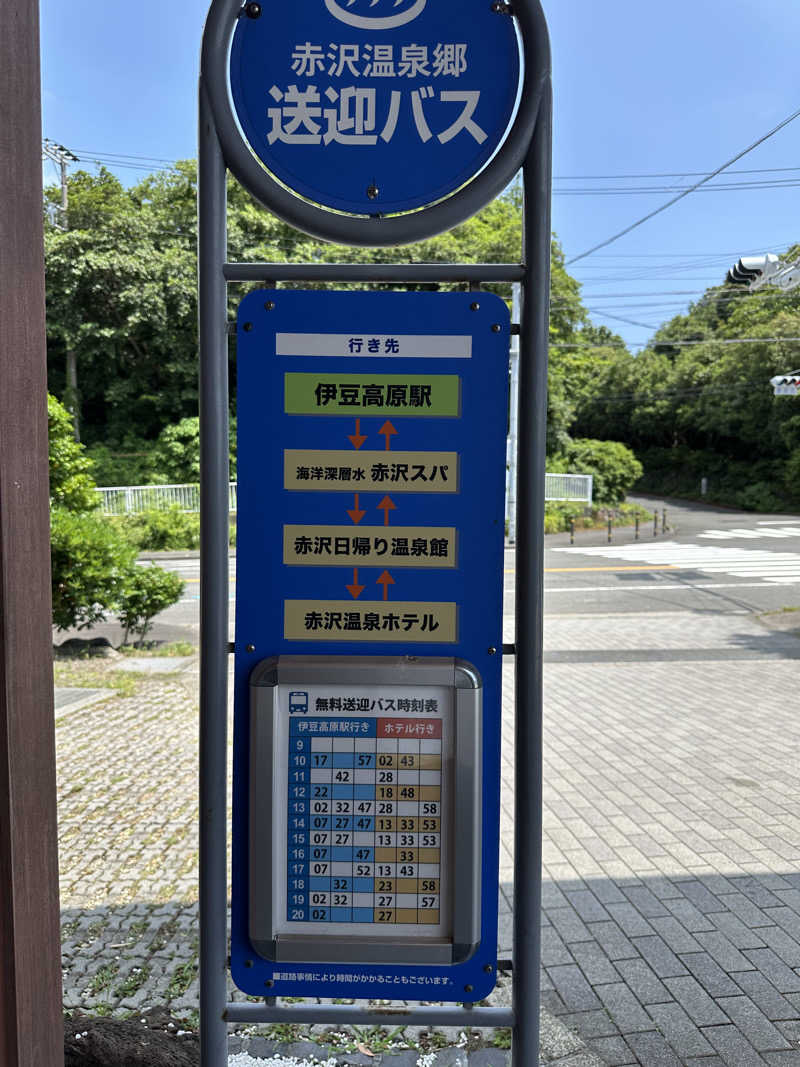 赤沢温泉郷
送迎バス
行き先
伊豆高原駅
海洋深層水 赤沢スパ
赤沢日帰り温泉館
赤沢温泉ホテル
無料送迎バス時刻表
伊豆高原駅行き ホテル行き
9
10 17 57 02 43
11 42 28
12 22 18 48
13 02 32 47 28 58
14 07 27 47 13 33 53
15 07 27 13 33 53
16 07 47 33
17 07 52 13 43
18 32 23 58
19 02 32 27 57
20 02 27
■道路事情により時間がかかることもございます。